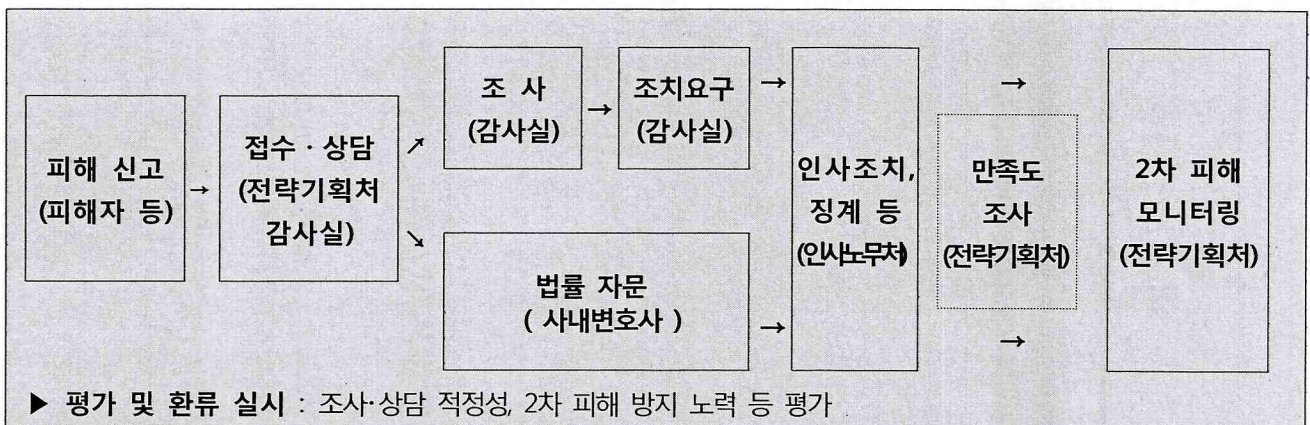 피해 신고
(피해자 등)
→
접수 · 상담
(전략기획처
감사실)
↗
↘
조 사
(감사실)
→
조치요구
(감사실)
→
법률 자문
( 사내변호사 )
→
인사조치,
징계 등
(인사노무처)
→
만족도
조사
(전략기획처)
→
2차 피해
모니터링
(전략기획처)
▶ 평가 및 환류 실시 : 조사·상담 적정성, 2차 피해 방지 노력 등 평가